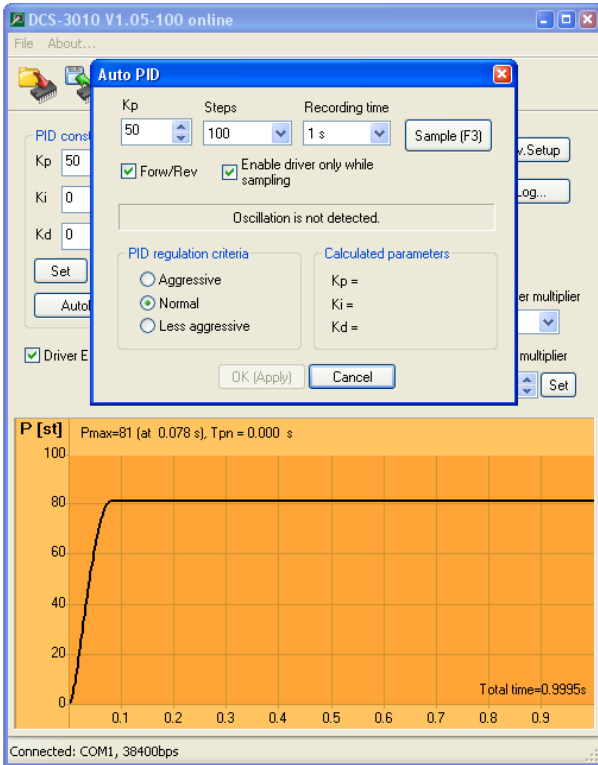 DCS-3010 V1.05-100 online
File About...
Auto PID
Kp Steps Recording time
50 100 1 s Sample (F3)
Forw/Rev Enable driver only while
sampling
Oscillation is not detected.
PID regulation criteria Calculated parameters
Aggressive Kp =
Normal Ki =
Less aggressive Kd =
OK (Apply) Cancel
PID
Kp 50
Ki 0
Kd 0
Set
Driver
Log...
multiplier
multiplier
Set
P [st] Pmax=81 (at 0.078 s), Tpn = 0.000 s
100
80
60
40
20
0
Total time=0.9995s
0.1 0.2 0.3 0.4 0.5 0.6 0.7 0.8 0.9
Connected: COM1, 38400bps